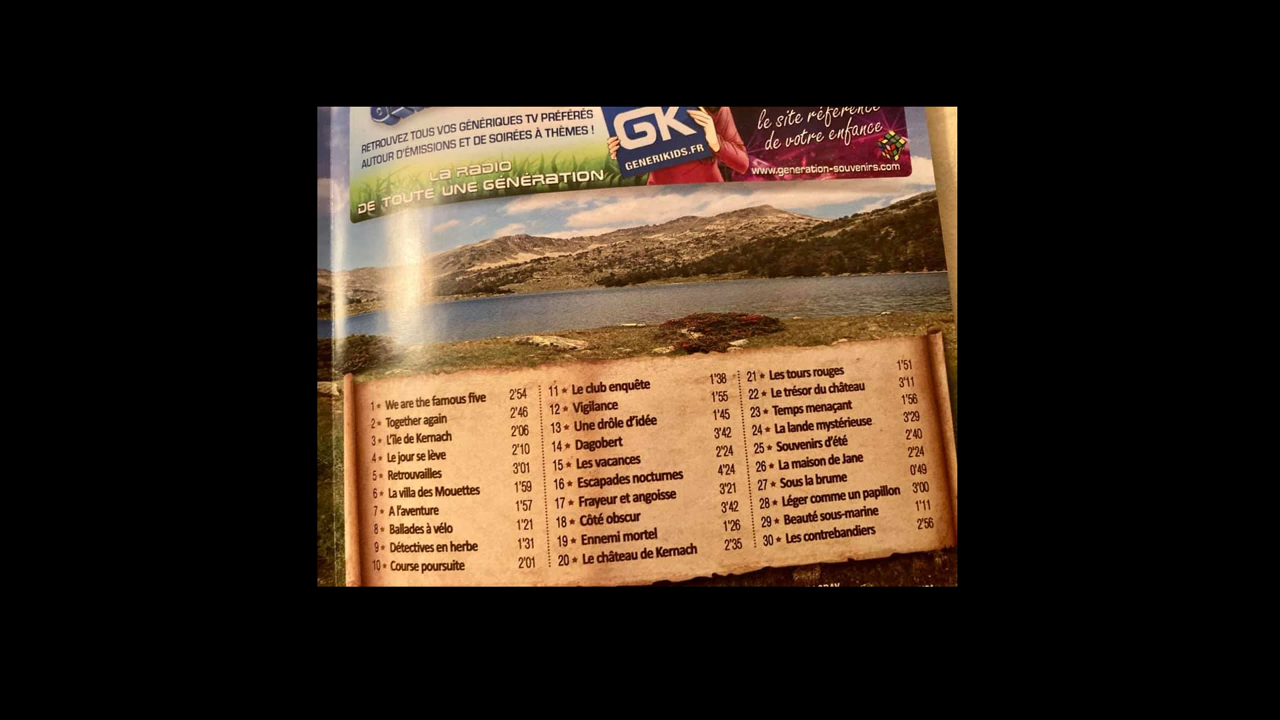 RETROUVEZ TOUS VOS GÉNÉRIQUES TV PRÉFÉRÉS
AUTOUR D'ÉMISSIONS ET DE SOIRÉES À THÈMES !
LA RADIO
DE TOUTE UNE GÉNÉRATION
GK
GENERIKIDS.FR
le site référence
de votre enfance
www.generation-souvenirs.com
1 ★ We are the famous five 2'54
2 ★ Together again 2'46
3 ★ L'île de Kernach 2'06
4 ★ Le jour se lève 2'10
5 ★ Retrouvailles 3'01
6 ★ La villa des Mouettes 1'59
7 ★ A l'aventure 1'57
8 ★ Ballades à vélo 1'21
9 ★ Détectives en herbe 1'31
10 ★ Course poursuite 2'01
11 ★ Le club enquête 1'38
12 ★ Vigilance 1'55
13 ★ Une drôle d'idée 1'45
14 ★ Dagobert 3'42
15 ★ Les vacances 2'24
16 ★ Escapades nocturnes 4'24
17 ★ Frayeur et angoisse 3'21
18 ★ Côté obscur 3'42
19 ★ Ennemi mortel 1'26
20 ★ Le château de Kernach 2'35
21 ★ Les tours rouges 1'51
22 ★ Le trésor du château 3'11
23 ★ Temps menaçant 1'56
24 ★ La lande mystérieuse 3'29
25 ★ Souvenirs d'été 2'40
26 ★ La maison de Jane 2'24
27 ★ Sous la brume 0'49
28 ★ Léger comme un papillon 3'00
29 ★ Beauté sous-marine 1'11
30 ★ Les contrebandiers 2'56